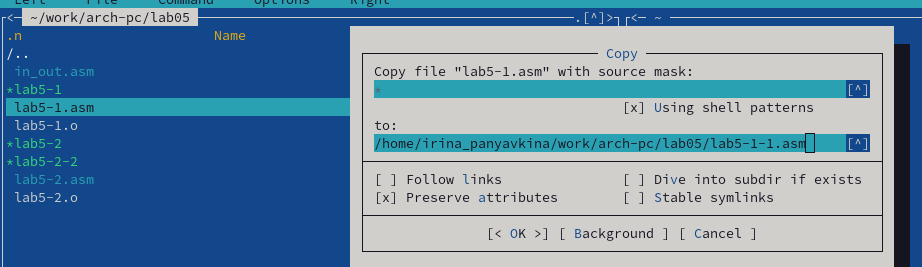 Left File Command Options Right
<─ ~/work/arch-pc/lab05 .[^]> <─ ~
.n Name
/..
in_out.asm
*lab5-1
lab5-1.asm
lab5-1.o
*lab5-2
*lab5-2-2
lab5-2.asm
lab5-2.o
Copy
Copy file "lab5-1.asm" with source mask:
* [^]
[x] Using shell patterns
to:
/home/irina_panyavkina/work/arch-pc/lab05/lab5-1-1.asm [^]
[ ] Follow links [ ] Dive into subdir if exists
[x] Preserve attributes [ ] Stable symlinks
[< OK >] [ Background ] [ Cancel ]